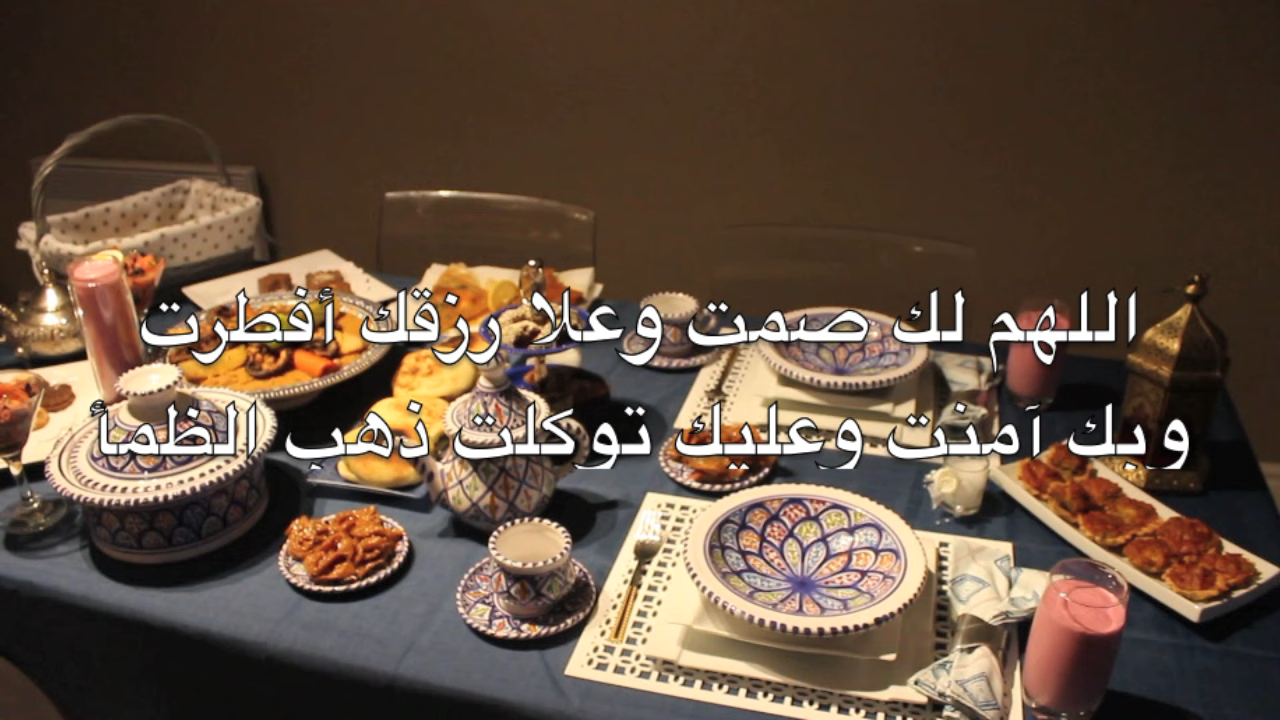 اللهم لك صمت وعلا رزقك أفطرت
وبك آمنت وعليك توكلت ذهب الظمأ